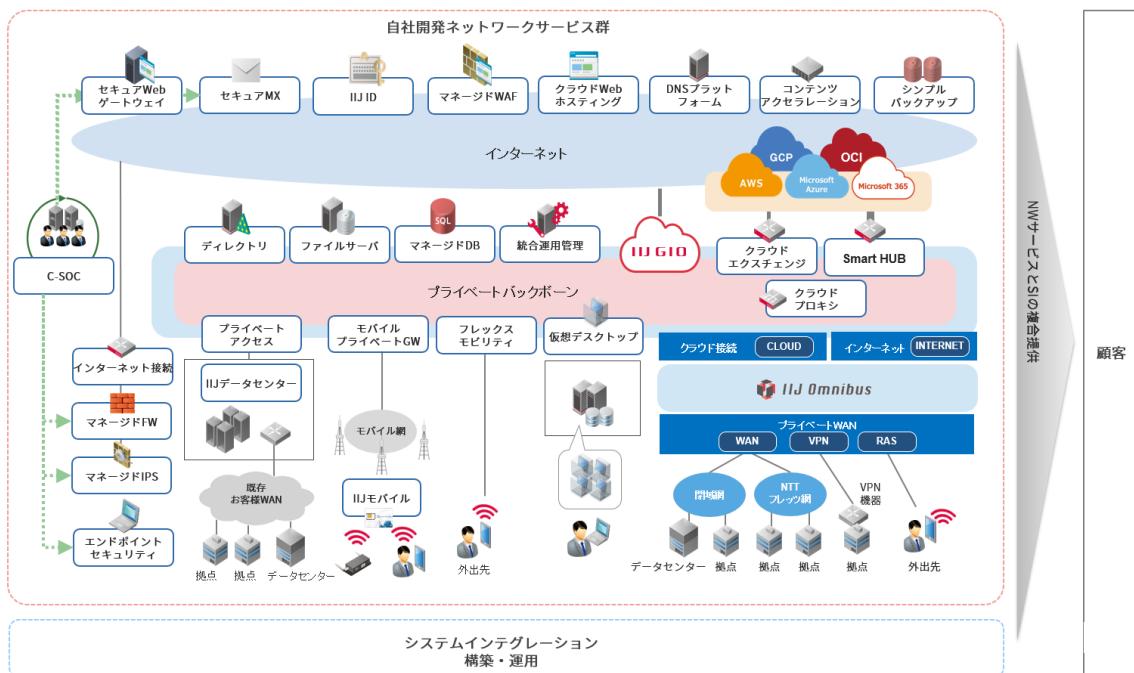 自社開発ネットワークサービス群
セキュアWeb
ゲートウェイ
セキュアMX
IIJ ID
マネージドWAF
クラウドWeb
ホスティング
DNSプラット
フォーム
コンテンツ
アクセラレーション
シンプル
バックアップ
インターネット
GCP
OCI
AWS
Microsoft
Azure
Microsoft 365
SQL
ディレクトリ
ファイルサーバ
マネージドDB
統合運用管理
IIJ GIO
クラウド
エクスチェンジ
Smart HUB
C-SOC
プライベートバックボーン
クラウド
プロキシ
プライベート
アクセス
モバイル
プライベートGW
フレックス
モビリティ
仮想デスクトップ
クラウド接続
CLOUD
インターネット
INTERNET
インターネット接続
IIJデータセンター
IIJ Omnibus
マネージドFW
モバイル網
プライベートWAN
WAN
VPN
RAS
マネージドIPS
既存
お客様WAN
IIJモバイル
閉域網
NTT
フレッツ網
VPN
機器
エンドポイント
セキュリティ
拠点
拠点
データセンター
外出先
データセンター
拠点
拠点
拠点
拠点
外出先
NWサービスとSIの複合提供
顧客
システムインテグレーション
構築・運用